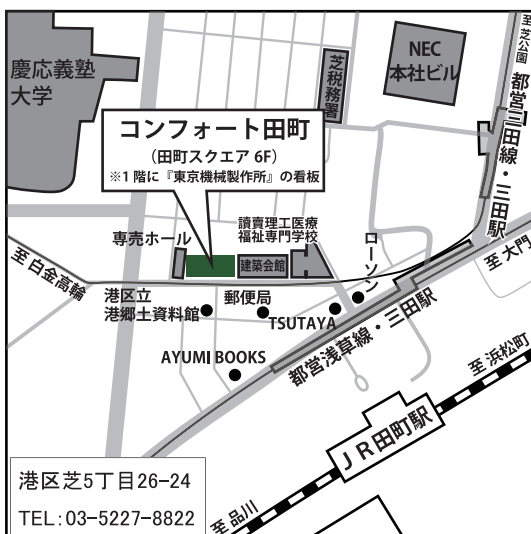 慶応義塾
大学
芝税務署
NEC
本社ビル
至芝公園
都営三田線・三田駅
コンフォート田町
（田町スクエア 6F）
※1 階に『東京機械製作所』の看板
専売ホール
建築会館
讀賣理工医療
福祉専門学校
ローソン
至大門
至白金高輪
港区立
港郷土資料館
郵便局
TSUTAYA
AYUMI BOOKS
都営浅草線・三田駅
至浜松町
JR田町駅
至品川
港区芝5丁目26-24
TEL:03-5227-8822